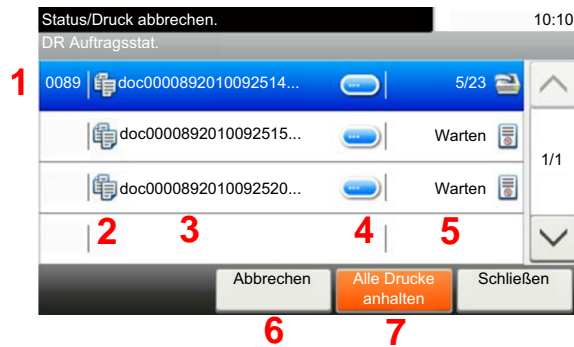 Status/Druck abbrechen. 10:10
DR Auftragsstat.
1 0089 doc0000892010092514... 5/23
doc0000892010092515... Warten
1/1
doc0000892010092520... Warten
2 3 4 5
Abbrechen Alle Drucke anhalten Schließen
6 7